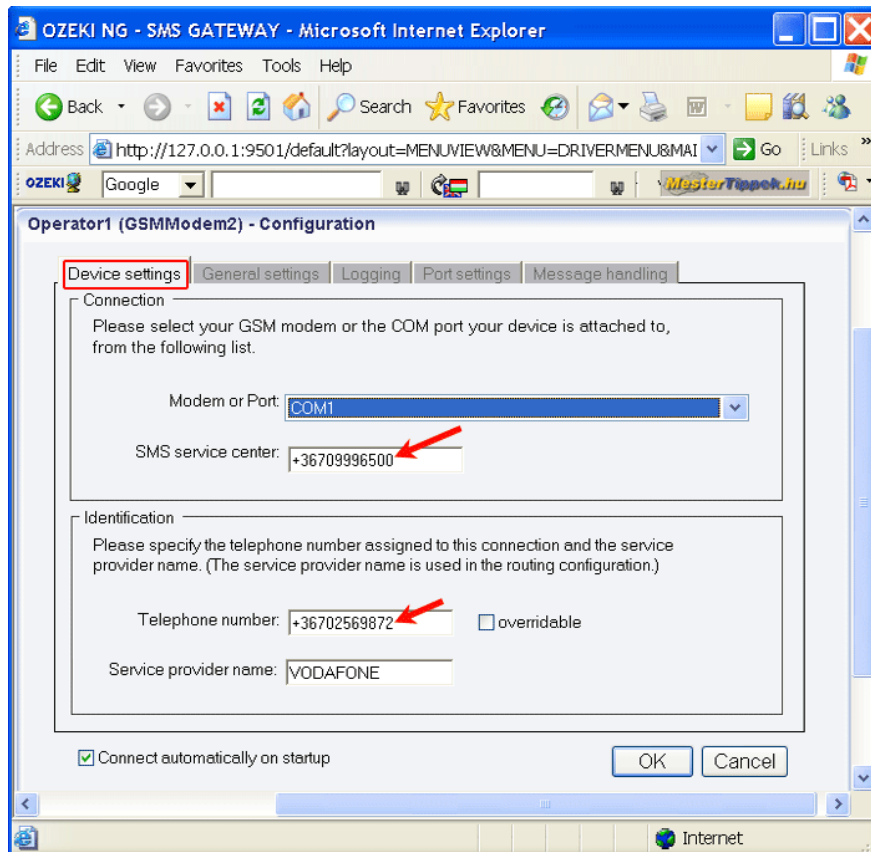 OZEKI NG - SMS GATEWAY - Microsoft Internet Explorer
File Edit View Favorites Tools Help
Back Search Favorites
Address http://127.0.0.1:9501/default?layout=MENUVIEW&MENU=DRIVERMENU&MAI Go Links »
OZEKI Google MesterTippek.hu
Operator1 (GSMModem2) - Configuration
Device settings General settings Logging Port settings Message handling
Connection
Please select your GSM modem or the COM port your device is attached to,
from the following list.
Modem or Port: COM1
SMS service center: +36709996500
Identification
Please specify the telephone number assigned to this connection and the service
provider name. (The service provider name is used in the routing configuration.)
Telephone number: +36702569872 overridable
Service provider name: VODAFONE
Connect automatically on startup OK Cancel
Internet